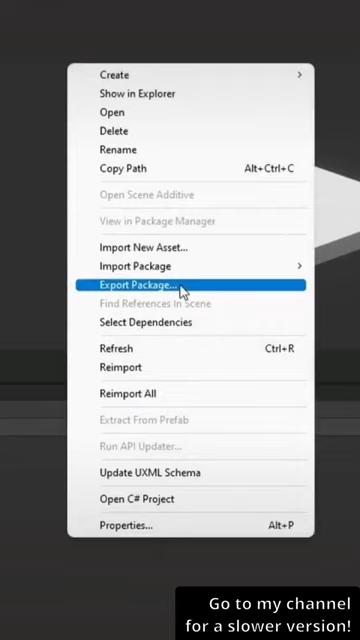 Create
Show in Explorer
Open
Delete
Rename
Copy Path Alt+Ctrl+C
Open Scene Additive
View in Package Manager
Import New Asset...
Import Package
Export Package...
Find References In Scene
Select Dependencies
Refresh Ctrl+R
Reimport
Reimport All
Extract From Prefab
Run API Updater...
Update UXML Schema
Open C# Project
Properties... Alt+P
Go to my channel
for a slower version!